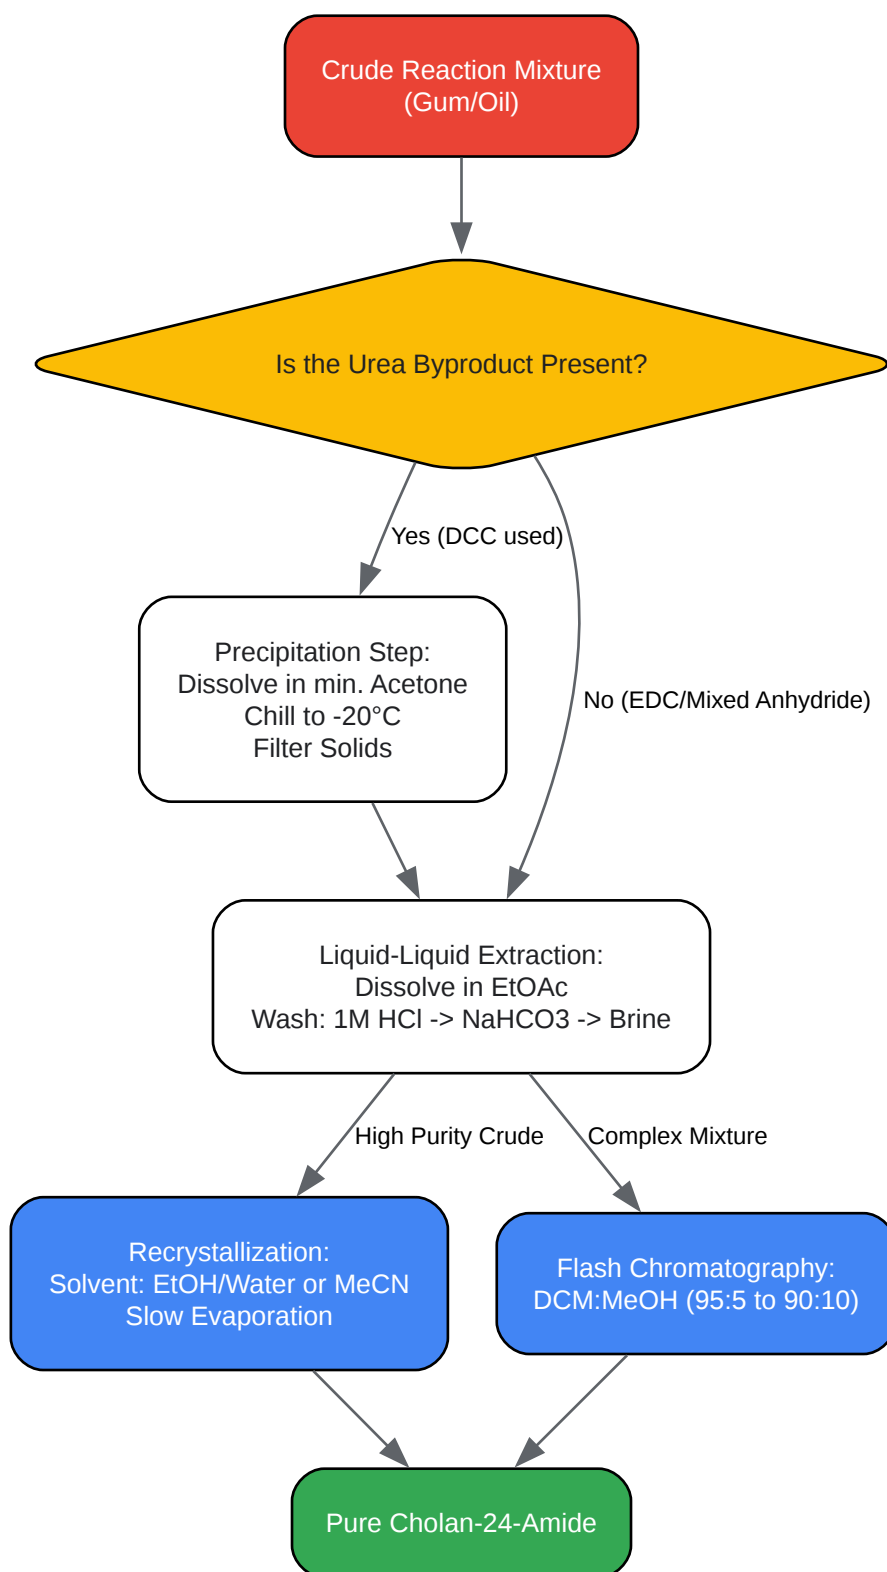 Crude Reaction Mixture
(Gum/Oil)
Is the Urea Byproduct Present?
Yes (DCC used)
Precipitation Step:
Dissolve in min. Acetone
Chill to -20°C
Filter Solids
No (EDC/Mixed Anhydride)
Liquid-Liquid Extraction:
Dissolve in EtOAc
Wash: 1M HCl -> NaHCO3 -> Brine
High Purity Crude
Complex Mixture
Recrystallization:
Solvent: EtOH/Water or MeCN
Slow Evaporation
Flash Chromatography:
DCM:MeOH (95:5 to 90:10)
Pure Cholan-24-Amide